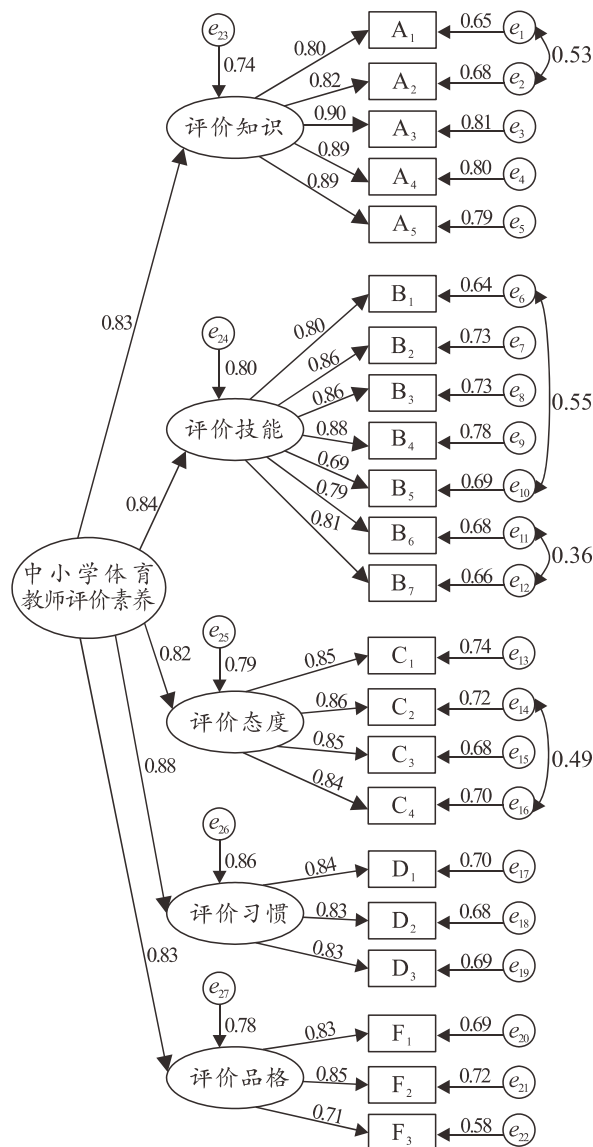 e₂₃
0.74
评价知识
0.80
0.82
0.90
0.89
0.89
A₁
A₂
A₃
A₄
A₅
0.65
0.68
0.81
0.80
0.79
e₁
e₂
e₃
e₄
e₅
0.53
0.83
e₂₄
0.80
评价技能
0.80
0.86
0.86
0.88
0.69
0.79
0.81
B₁
B₂
B₃
B₄
B₅
B₆
B₇
0.64
0.73
0.73
0.78
0.69
0.68
0.66
e₆
e₇
e₈
e₉
e₁₀
e₁₁
e₁₂
0.55
0.36
0.84
中小学体育
教师评价素养
0.82
e₂₅
0.79
评价态度
0.85
0.86
0.85
0.84
C₁
C₂
C₃
C₄
0.74
0.72
0.68
0.70
e₁₃
e₁₄
e₁₅
e₁₆
0.49
0.88
e₂₆
0.86
评价习惯
0.84
0.83
0.83
D₁
D₂
D₃
0.70
0.68
0.69
e₁₇
e₁₈
e₁₉
0.83
e₂₇
0.78
评价品格
0.83
0.85
0.71
F₁
F₂
F₃
0.69
0.72
0.58
e₂₀
e₂₁
e₂₂